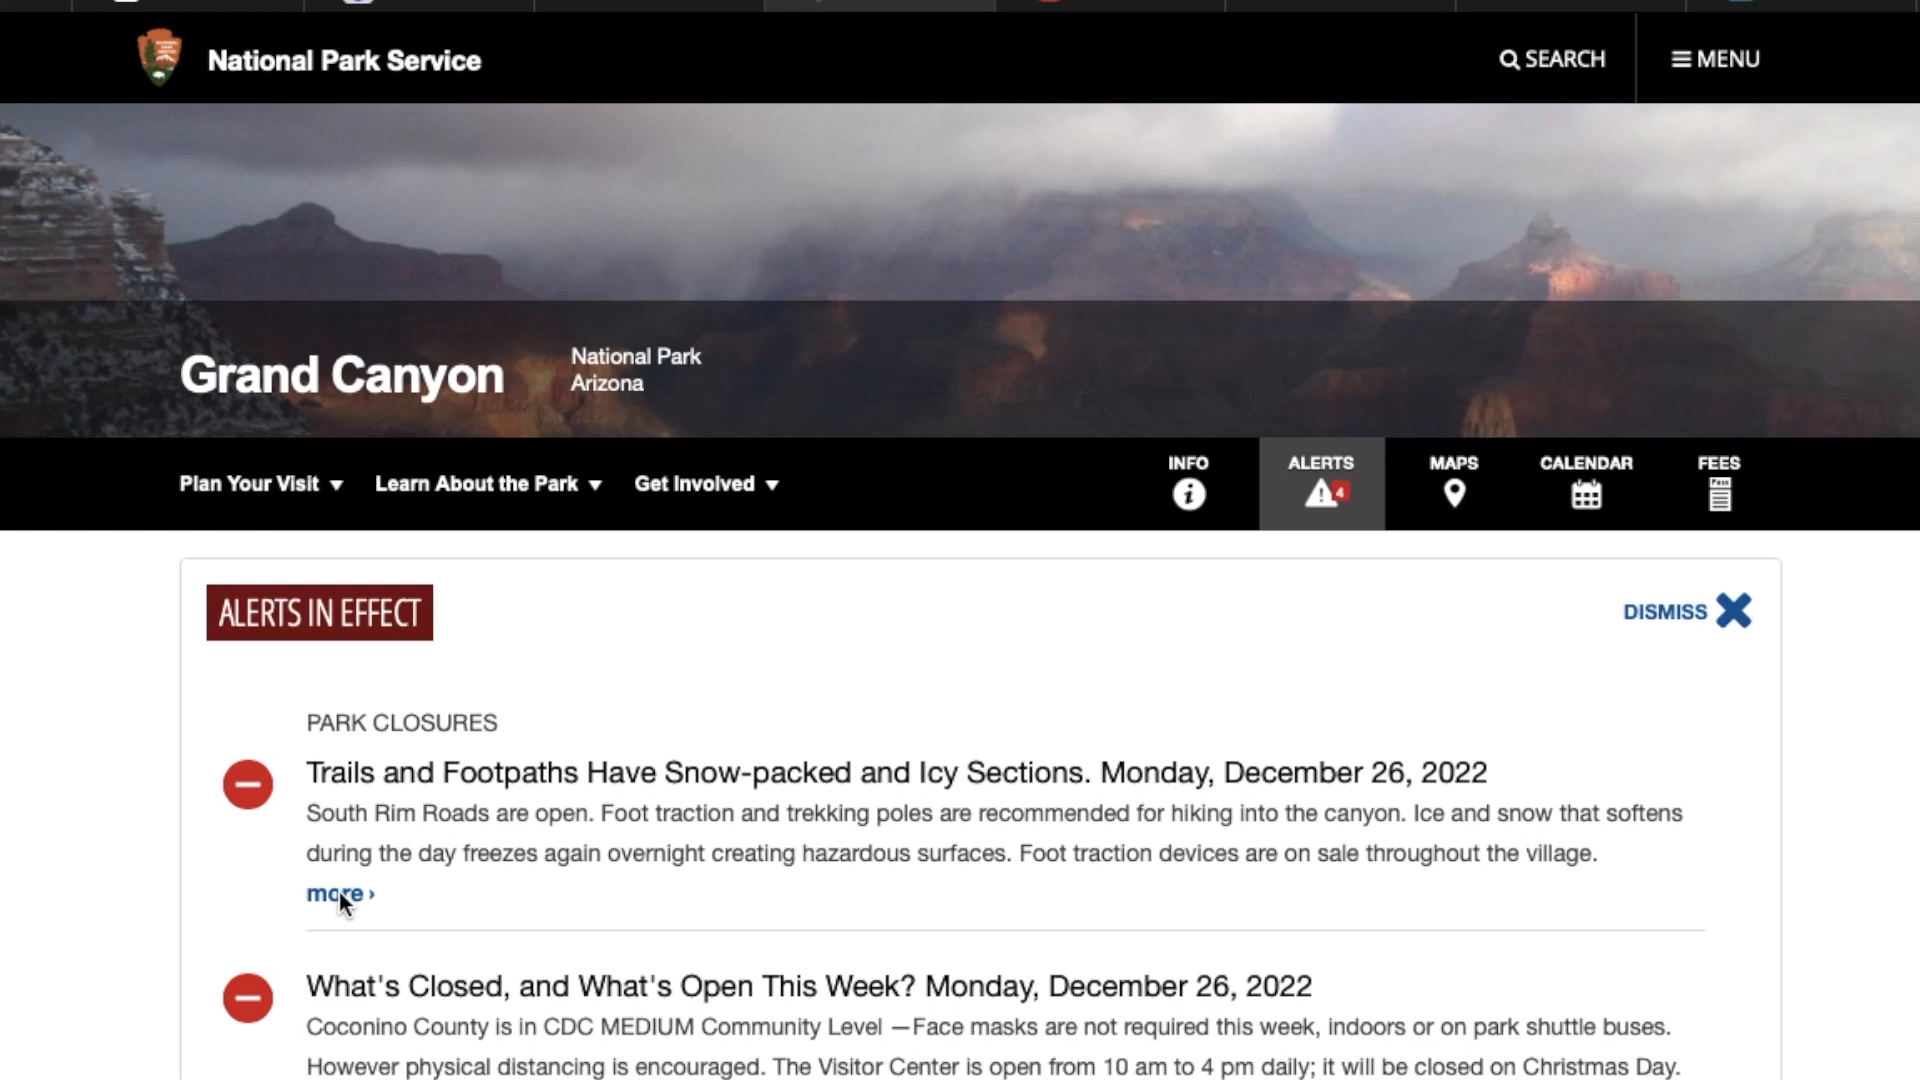 National Park Service
SEARCH
MENU
Grand Canyon
National Park
Arizona
Plan Your Visit
Learn About the Park
Get Involved
INFO
ALERTS
4
MAPS
CALENDAR
FEES
Pass
ALERTS IN EFFECT
DISMISS
PARK CLOSURES
Trails and Footpaths Have Snow-packed and Icy Sections. Monday, December 26, 2022
South Rim Roads are open. Foot traction and trekking poles are recommended for hiking into the canyon. Ice and snow that softens
during the day freezes again overnight creating hazardous surfaces. Foot traction devices are on sale throughout the village.
more ›
What's Closed, and What's Open This Week? Monday, December 26, 2022
Coconino County is in CDC MEDIUM Community Level —Face masks are not required this week, indoors or on park shuttle buses.
However physical distancing is encouraged. The Visitor Center is open from 10 am to 4 pm daily; it will be closed on Christmas Day.